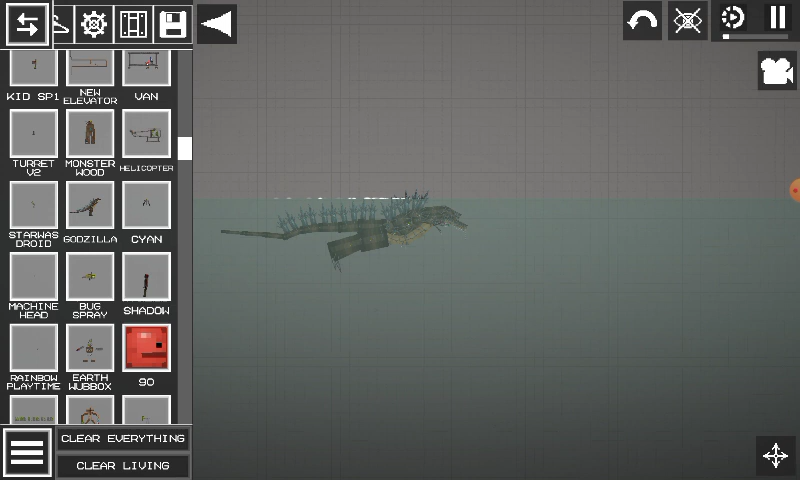 KID SP1
NEW
ELEVATOR
VAN
TURRET
V2
MONSTER
WOOD
HELICOPTER
STARWAS
DROID
GODZILLA
CYAN
MACHINE
HEAD
BUG
SPRAY
SHADOW
RAINBOW
PLAYTIME
EARTH
WUBBOX
90
CLEAR EVERYTHING
CLEAR LIVING